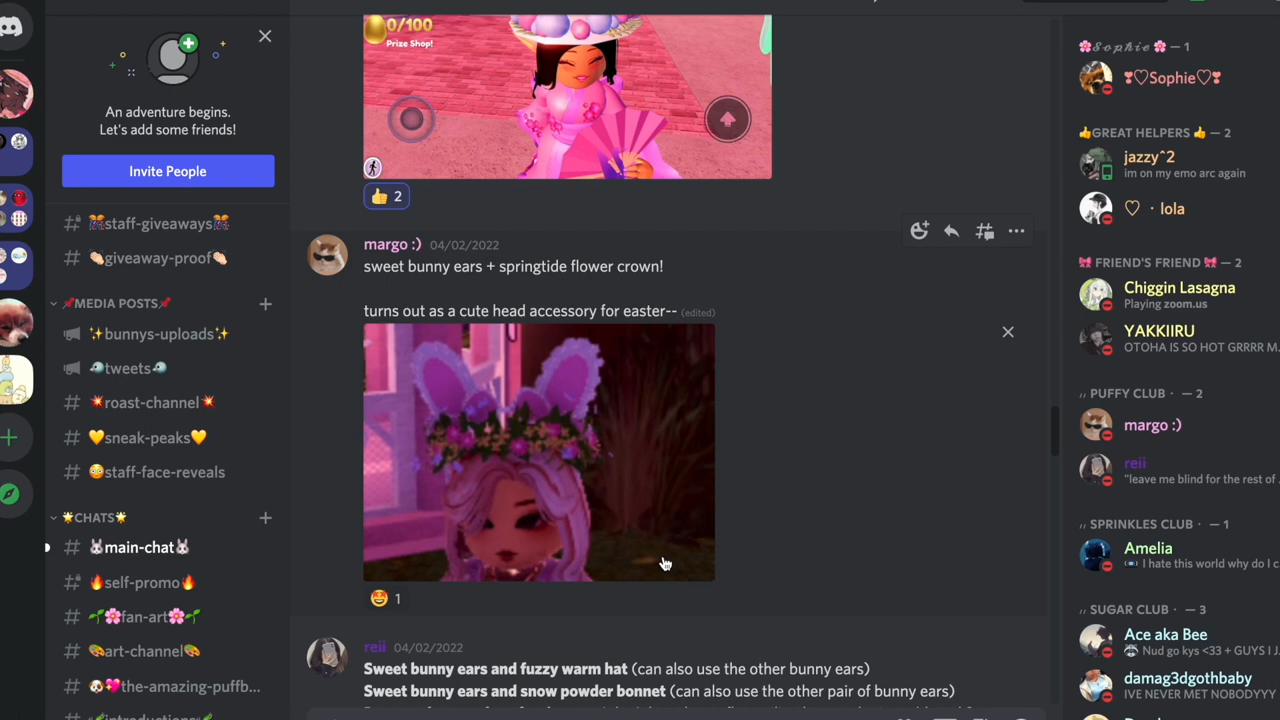 An adventure begins.
Let's add some friends!
Invite People
🎊staff-giveaways🎊
👏🏻giveaway-proof👏🏻
📌MEDIA POSTS📌
✨bunnys-uploads✨
🐦tweets🐦
💥roast-channel💥
💛sneak-peaks💛
😳staff-face-reveals
🌟CHATS🌟
🐰main-chat🐰
🔥self-promo🔥
🌱🌸fan-art🌸🌱
🎨art-channel🎨
🐶💖the-amazing-puffb...
0/100
Prize Shop!
👍 2
margo :) 04/02/2022
sweet bunny ears + springtide flower crown!
turns out as a cute head accessory for easter-- (edited)
🤩 1
reii 04/02/2022
Sweet bunny ears and fuzzy warm hat (can also use the other bunny ears)
Sweet bunny ears and snow powder bonnet (can also use the other pair of bunny ears)
🌸𝓢𝓸𝓹𝓱𝓲𝓮🌸 — 1
❣♡Sophie♡❣
👍GREAT HELPERS 👍 — 2
jazzy^2
im on my emo arc again
♡ · lola
🎀 FRIEND'S FRIEND 🎀 — 2
Chiggin Lasagna
Playing zoom.us
YAKKIIRU
OTOHA IS SO HOT GRRRR M...
,, PUFFY CLUB · — 2
margo :)
reii
"leave me blind for the rest of ...
,, SPRINKLES CLUB · — 1
Amelia
I hate this world why do I c
,, SUGAR CLUB · — 3
Ace aka Bee
🦝 Nud go kys <33 + GUYS I J
damag3dgothbaby
IVE NEVER MET NOBODYYY